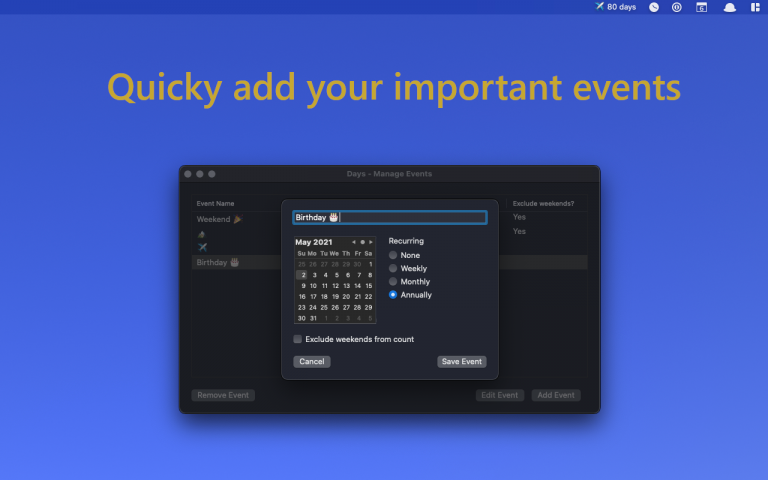 ✈️ 80 days
Quicky add your important events
Days - Manage Events
Event Name
Exclude weekends?
Weekend 🎉
Yes
Yes
✈️
Birthday 🎂
Birthday 🎂
May 2021
Su Mo Tu We Th Fr Sa
25 26 27 28 29 30 1
2 3 4 5 6 7 8
9 10 11 12 13 14 15
16 17 18 19 20 21 22
23 24 25 26 27 28 29
30 31 1 2 3 4 5
Recurring
None
Weekly
Monthly
Annually
Exclude weekends from count
Cancel
Save Event
Remove Event
Edit Event
Add Event